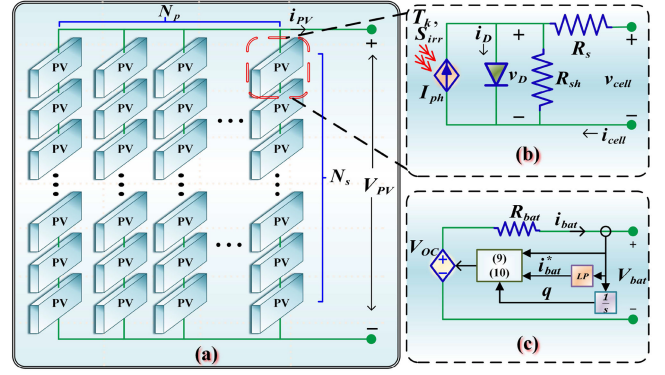 N_p
i_PV
+
PV PV PV PV
PV PV PV PV
...
PV PV PV PV
N_s
V_PV
PV PV PV PV
PV PV PV PV
...
PV PV PV PV
−
(a)
T_k,
S_irr
I_ph
i_D
+
v_D
−
R_s
R_sh
+
v_cell
−
i_cell
(b)
R_bat
i_bat
+
V_OC
+
−
(9)
(10)
i*_bat
LP
V_bat
q
1/s
−
(c)